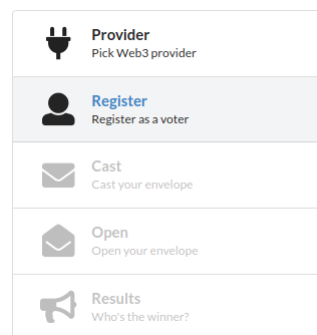 Provider
Pick Web3 provider
Register
Register as a voter
Cast
Cast your envelope
Open
Open your envelope
Results
Who's the winner?